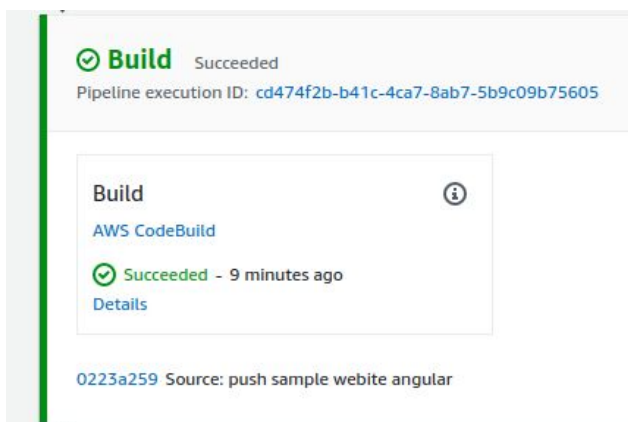 Build Succeeded
Pipeline execution ID: cd474f2b-b41c-4ca7-8ab7-5b9c09b75605
Build
AWS CodeBuild
Succeeded - 9 minutes ago
Details
0223a259 Source: push sample webite angular